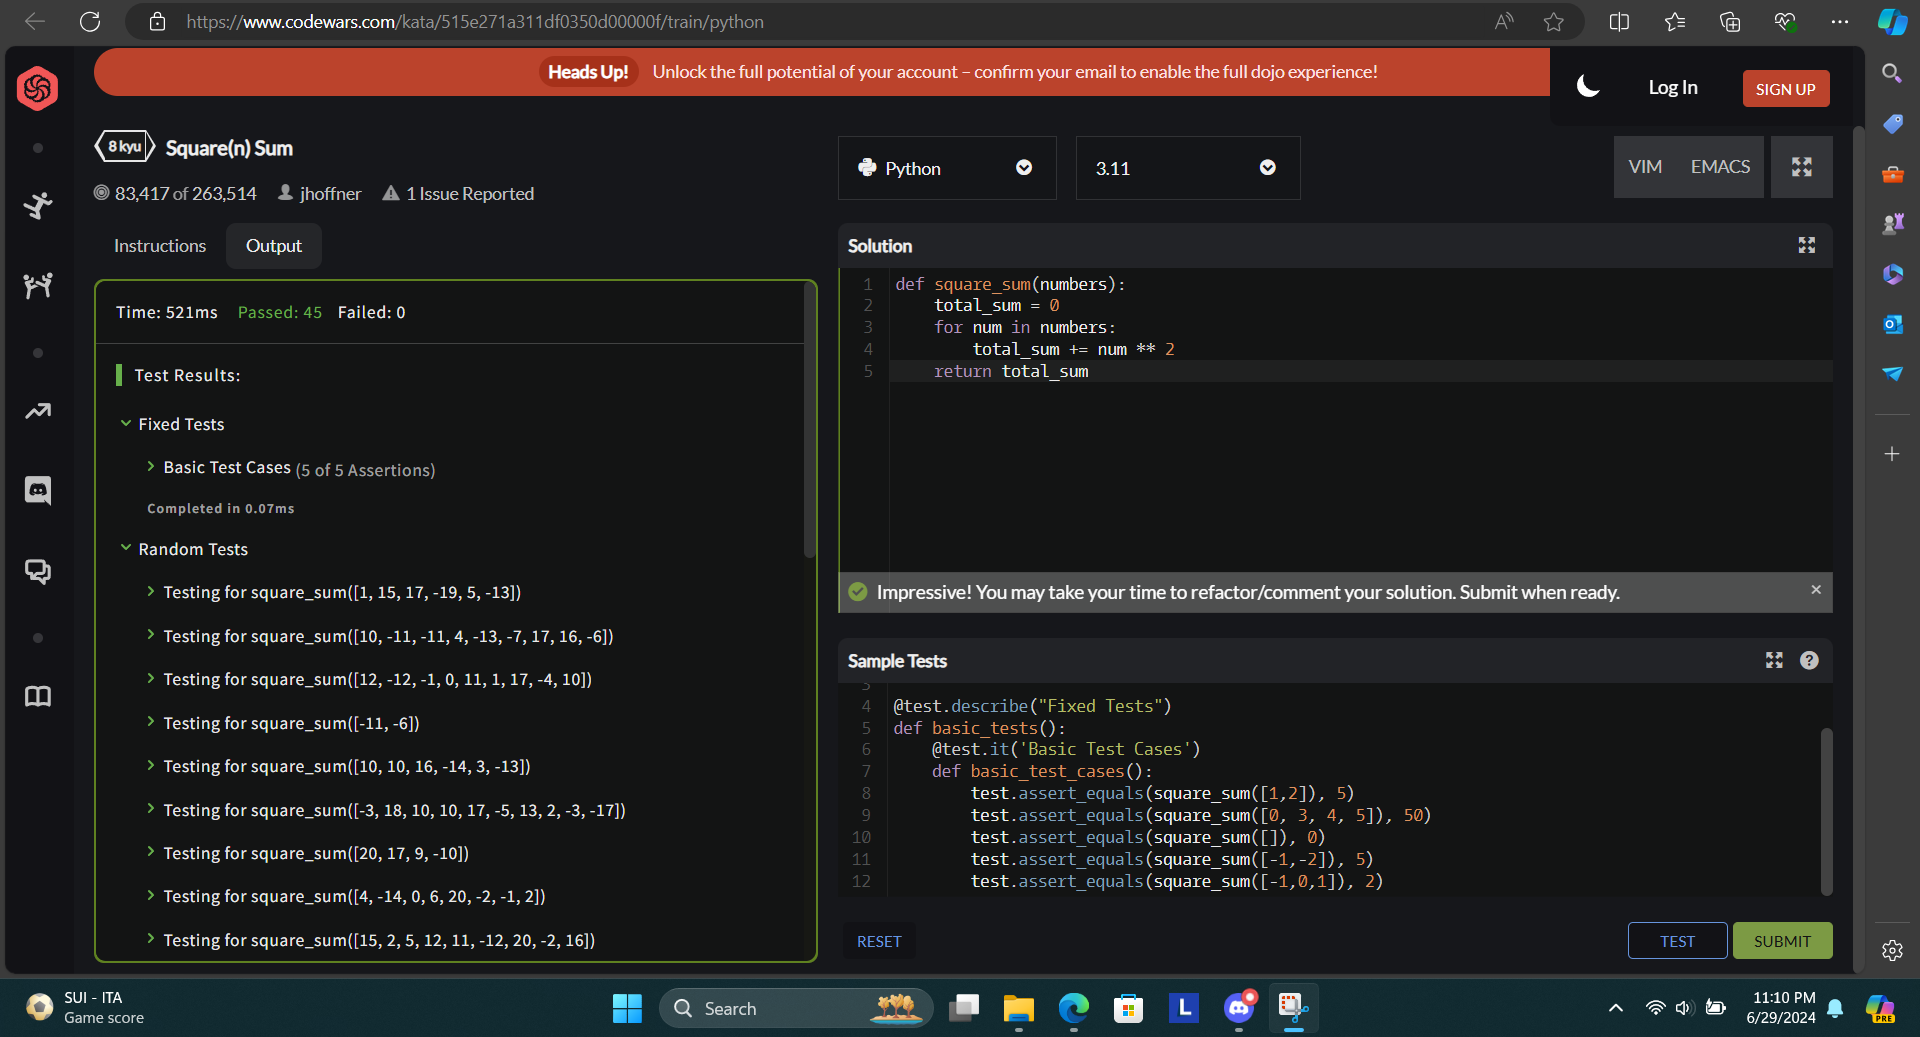 https://www.codewars.com/kata/515e271a311df0350d00000f/train/python
Heads Up! Unlock the full potential of your account – confirm your email to enable the full dojo experience!
Log In
SIGN UP
8 kyu
Square(n) Sum
83,417 of 263,514
jhoffner
1 Issue Reported
Python
3.11
VIM
EMACS
Instructions
Output
Time: 521ms Passed: 45 Failed: 0
Test Results:
Fixed Tests
Basic Test Cases (5 of 5 Assertions)
Completed in 0.07ms
Random Tests
Testing for square_sum([1, 15, 17, -19, 5, -13])
Testing for square_sum([10, -11, -11, 4, -13, -7, 17, 16, -6])
Testing for square_sum([12, -12, -1, 0, 11, 1, 17, -4, 10])
Testing for square_sum([-11, -6])
Testing for square_sum([10, 10, 16, -14, 3, -13])
Testing for square_sum([-3, 18, 10, 10, 17, -5, 13, 2, -3, -17])
Testing for square_sum([20, 17, 9, -10])
Testing for square_sum([4, -14, 0, 6, 20, -2, -1, 2])
Testing for square_sum([15, 2, 5, 12, 11, -12, 20, -2, 16])
Solution
1 def square_sum(numbers):
2     total_sum = 0
3     for num in numbers:
4         total_sum += num ** 2
5     return total_sum
Impressive! You may take your time to refactor/comment your solution. Submit when ready.
Sample Tests
3
4 @test.describe("Fixed Tests")
5 def basic_tests():
6     @test.it('Basic Test Cases')
7     def basic_test_cases():
8         test.assert_equals(square_sum([1,2]), 5)
9         test.assert_equals(square_sum([0, 3, 4, 5]), 50)
10         test.assert_equals(square_sum([]), 0)
11         test.assert_equals(square_sum([-1,-2]), 5)
12         test.assert_equals(square_sum([-1,0,1]), 2)
RESET
TEST
SUBMIT
SUI - ITA
Game score
Search
L
11:10 PM
6/29/2024
PRE